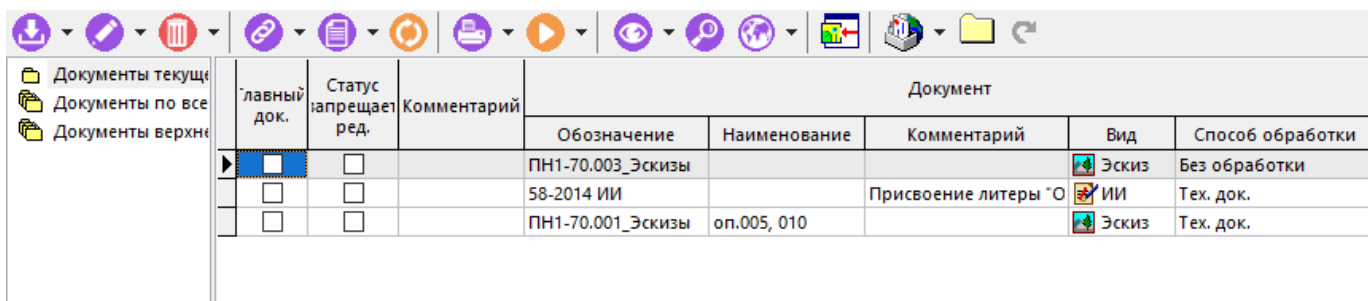 Документы текуще
Документы по все
Документы верхне
Главный док.
Статус запрещает ред.
Комментарий
Документ
Обозначение Наименование Комментарий Вид Способ обработки
ПН1-70.003_Эскизы Эскиз Без обработки
58-2014 ИИ Присвоение литеры "О ИИ Тех. док.
ПН1-70.001_Эскизы оп.005, 010 Эскиз Тех. док.